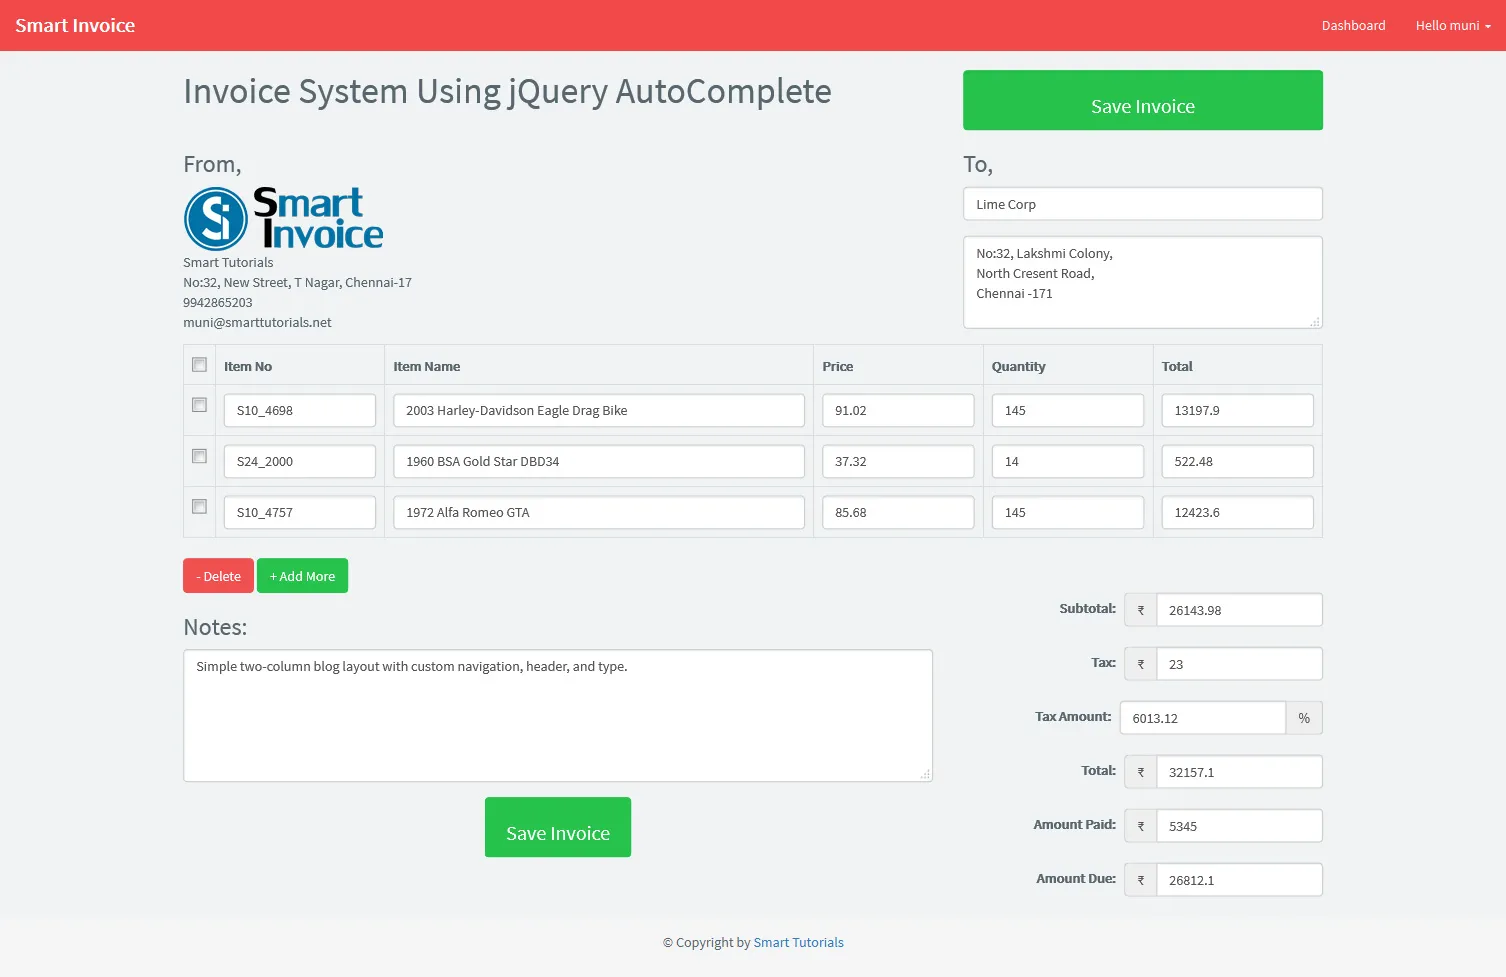 Smart Invoice
Dashboard
Hello muni
Invoice System Using jQuery AutoComplete
Save Invoice
From,
Si Smart
Invoice
Smart Tutorials
No:32, New Street, T Nagar, Chennai-17
9942865203
muni@smarttutorials.net
To,
Lime Corp
No:32, Lakshmi Colony,
North Cresent Road,
Chennai -171
Item No Item Name Price Quantity Total
S10_4698 2003 Harley-Davidson Eagle Drag Bike 91.02 145 13197.9
S24_2000 1960 BSA Gold Star DBD34 37.32 14 522.48
S10_4757 1972 Alfa Romeo GTA 85.68 145 12423.6
- Delete + Add More
Notes:
Simple two-column blog layout with custom navigation, header, and type.
Save Invoice
Subtotal: ₹ 26143.98
Tax: ₹ 23
Tax Amount: 6013.12 %
Total: ₹ 32157.1
Amount Paid: ₹ 5345
Amount Due: ₹ 26812.1
© Copyright by Smart Tutorials